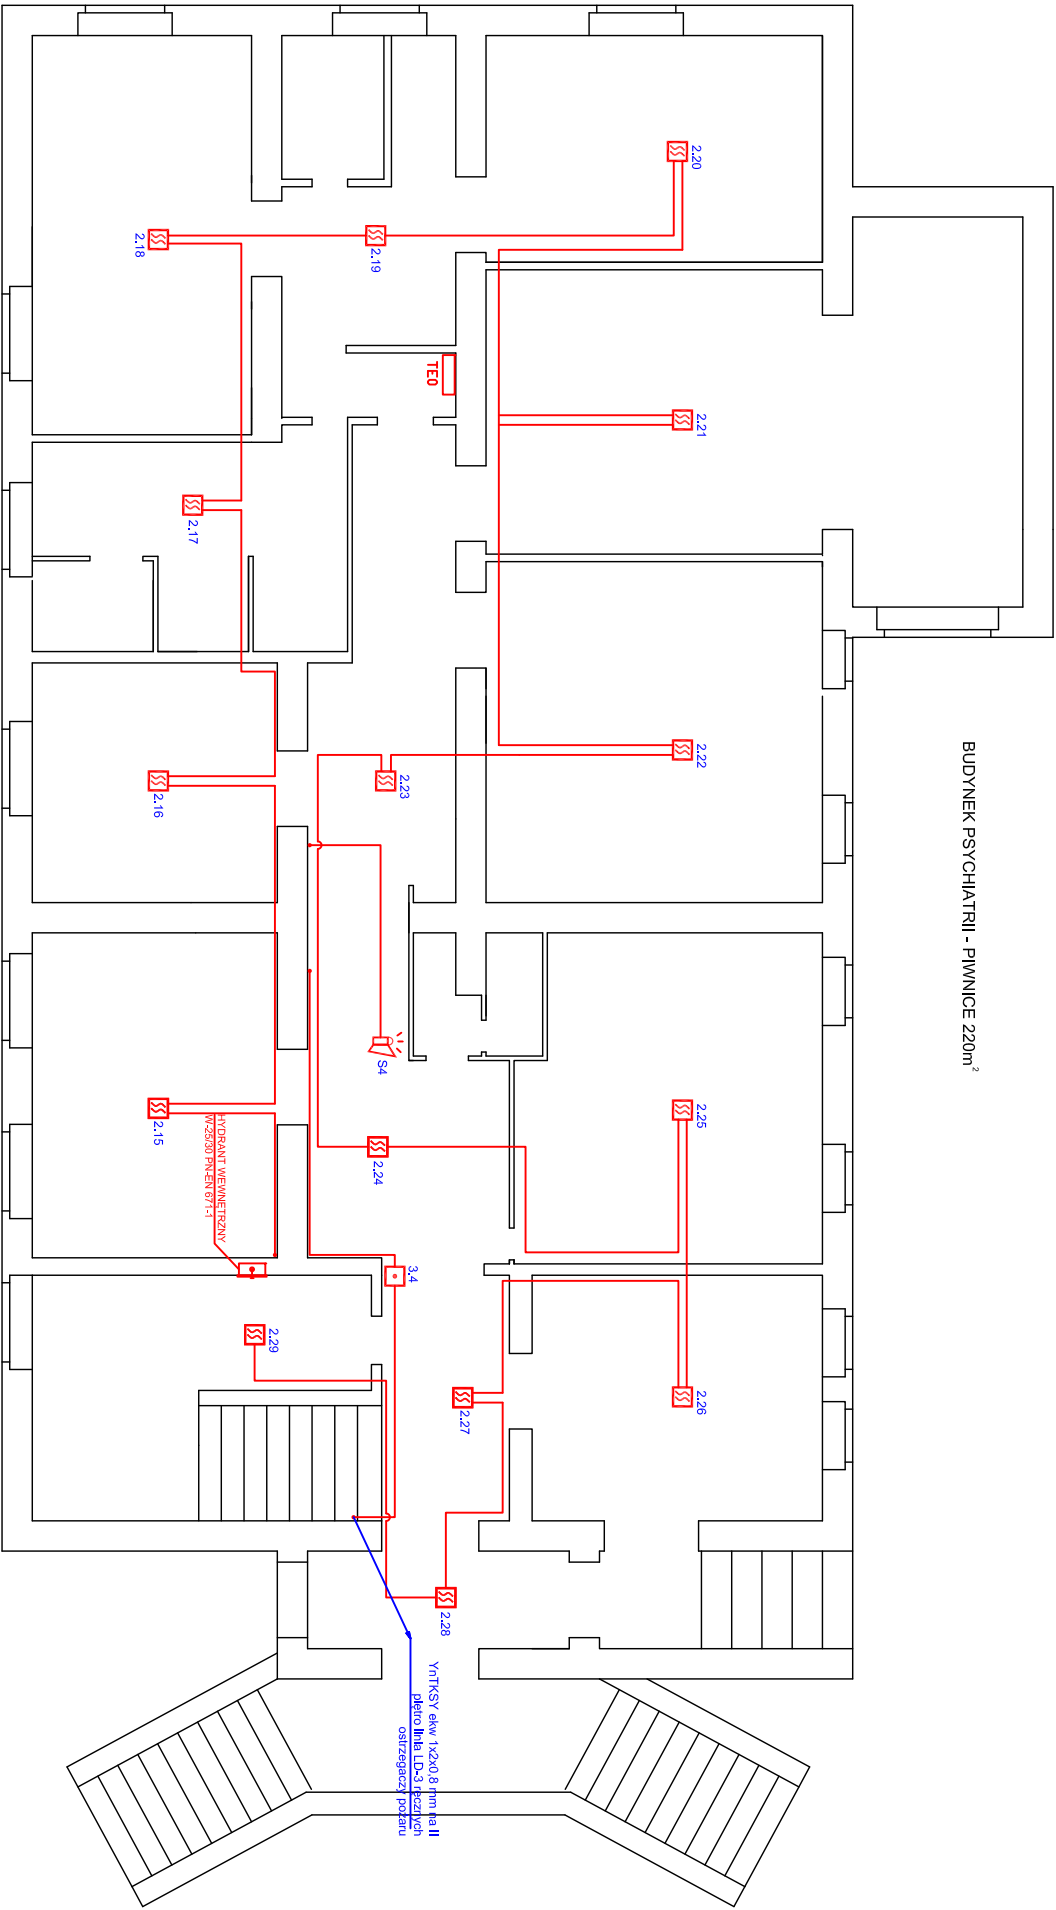 BUDYNEK PSYCHIATRII - PIWNICE 220m²
2.20
2.18
2.19
TE0
2.21
2.17
2.22
2.23
2.16
S4
2.25
2.15
2.24
HYDRANT WEWNĘTRZNY
W-25/30 PN-EN 671-1
3.4
2.29
2.26
2.27
2.28
YnTKSY ekw 1x2x0,8 mm na II
piętro linia LD-3 ręcznych
ostrzegaczy pożaru